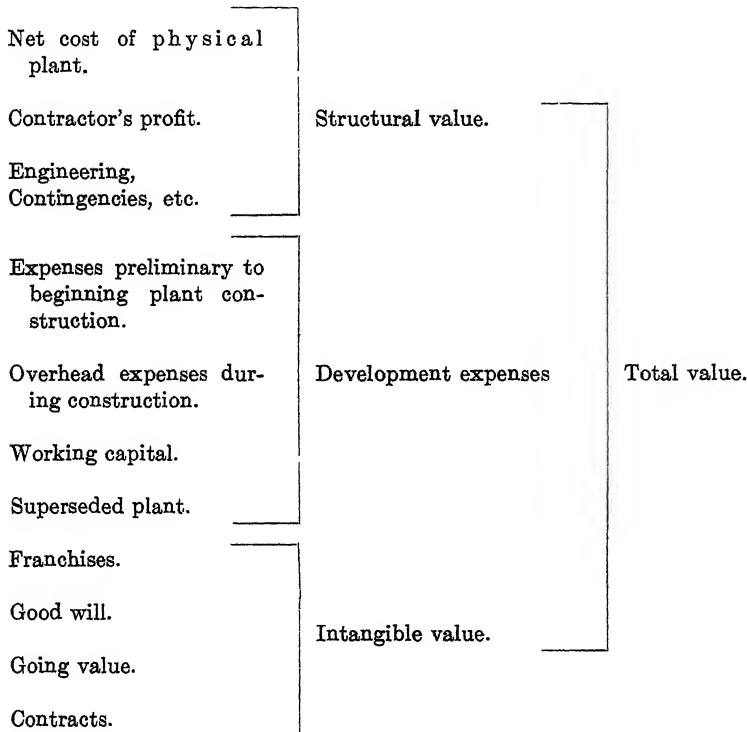 Net cost of physical
plant.
Contractor's profit.
Structural value.
Engineering,
Contingencies, etc.
Expenses preliminary to
beginning plant con-
struction.
Overhead expenses dur-
ing construction.
Development expenses
Total value.
Working capital.
Superseded plant.
Franchises.
Good will.
Intangible value.
Going value.
Contracts.